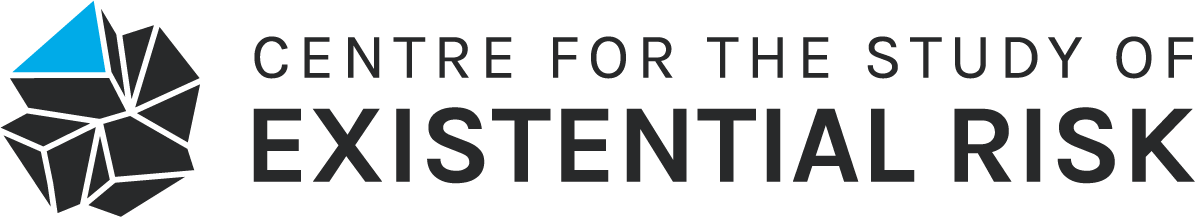 CENTRE FOR THE STUDY OF
EXISTENTIAL RISK